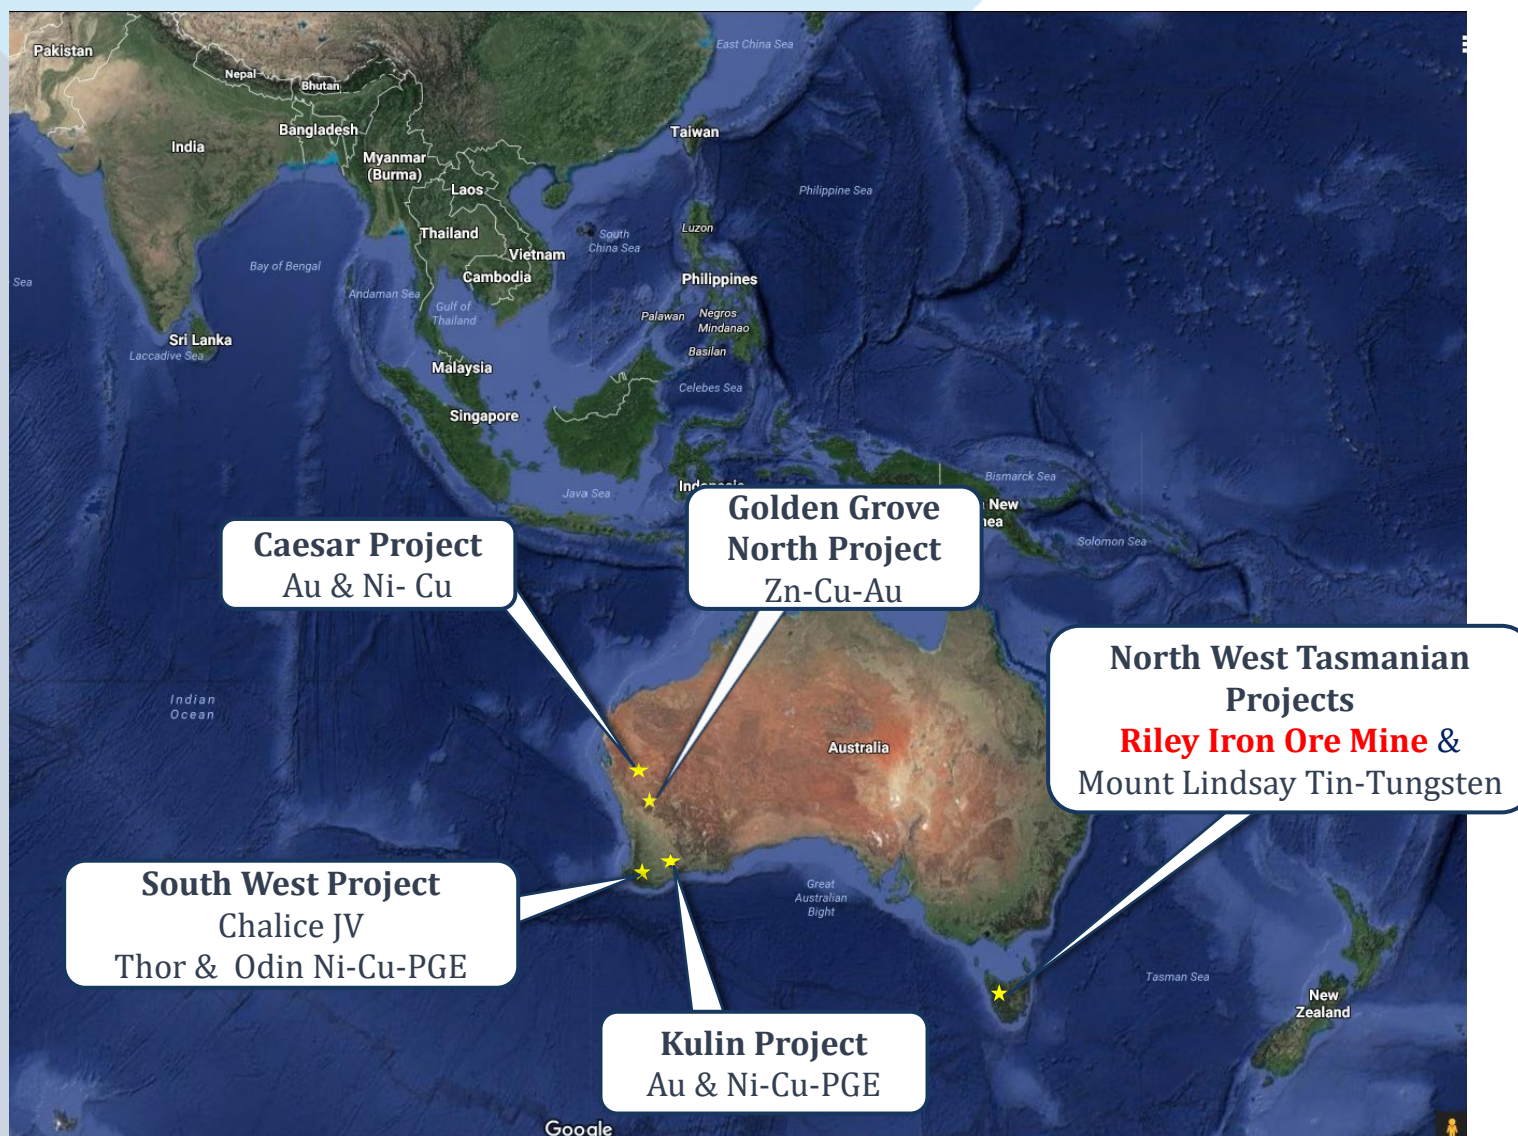 Pakistan
East China Sea
Nepal
Bhutan
Bangladesh
Taiwan
India
Myanmar
(Burma)
Laos
Philippine Sea
Thailand
Luzon
South
China Sea
Vietnam
Bay of Bengal
Cambodia
Philippines
Sea
Andaman Sea
Gulf of
Thailand
Palawan
Negros
Mindanao
Sri Lanka
Laccadive Sea
Basilan
Malaysia
Celebes Sea
Singapore
Bismarck Sea
Java Sea
New
Solomon Sea
Golden Grove
North Project
Zn-Cu-Au
Caesar Project
Au & Ni- Cu
North West Tasmanian
Projects
Riley Iron Ore Mine &
Mount Lindsay Tin-Tungsten
Indian
Ocean
Australia
South West Project
Chalice JV
Thor & Odin Ni-Cu-PGE
Great
Australian
Bight
Tasman Sea
New
Zealand
Kulin Project
Au & Ni-Cu-PGE
Google